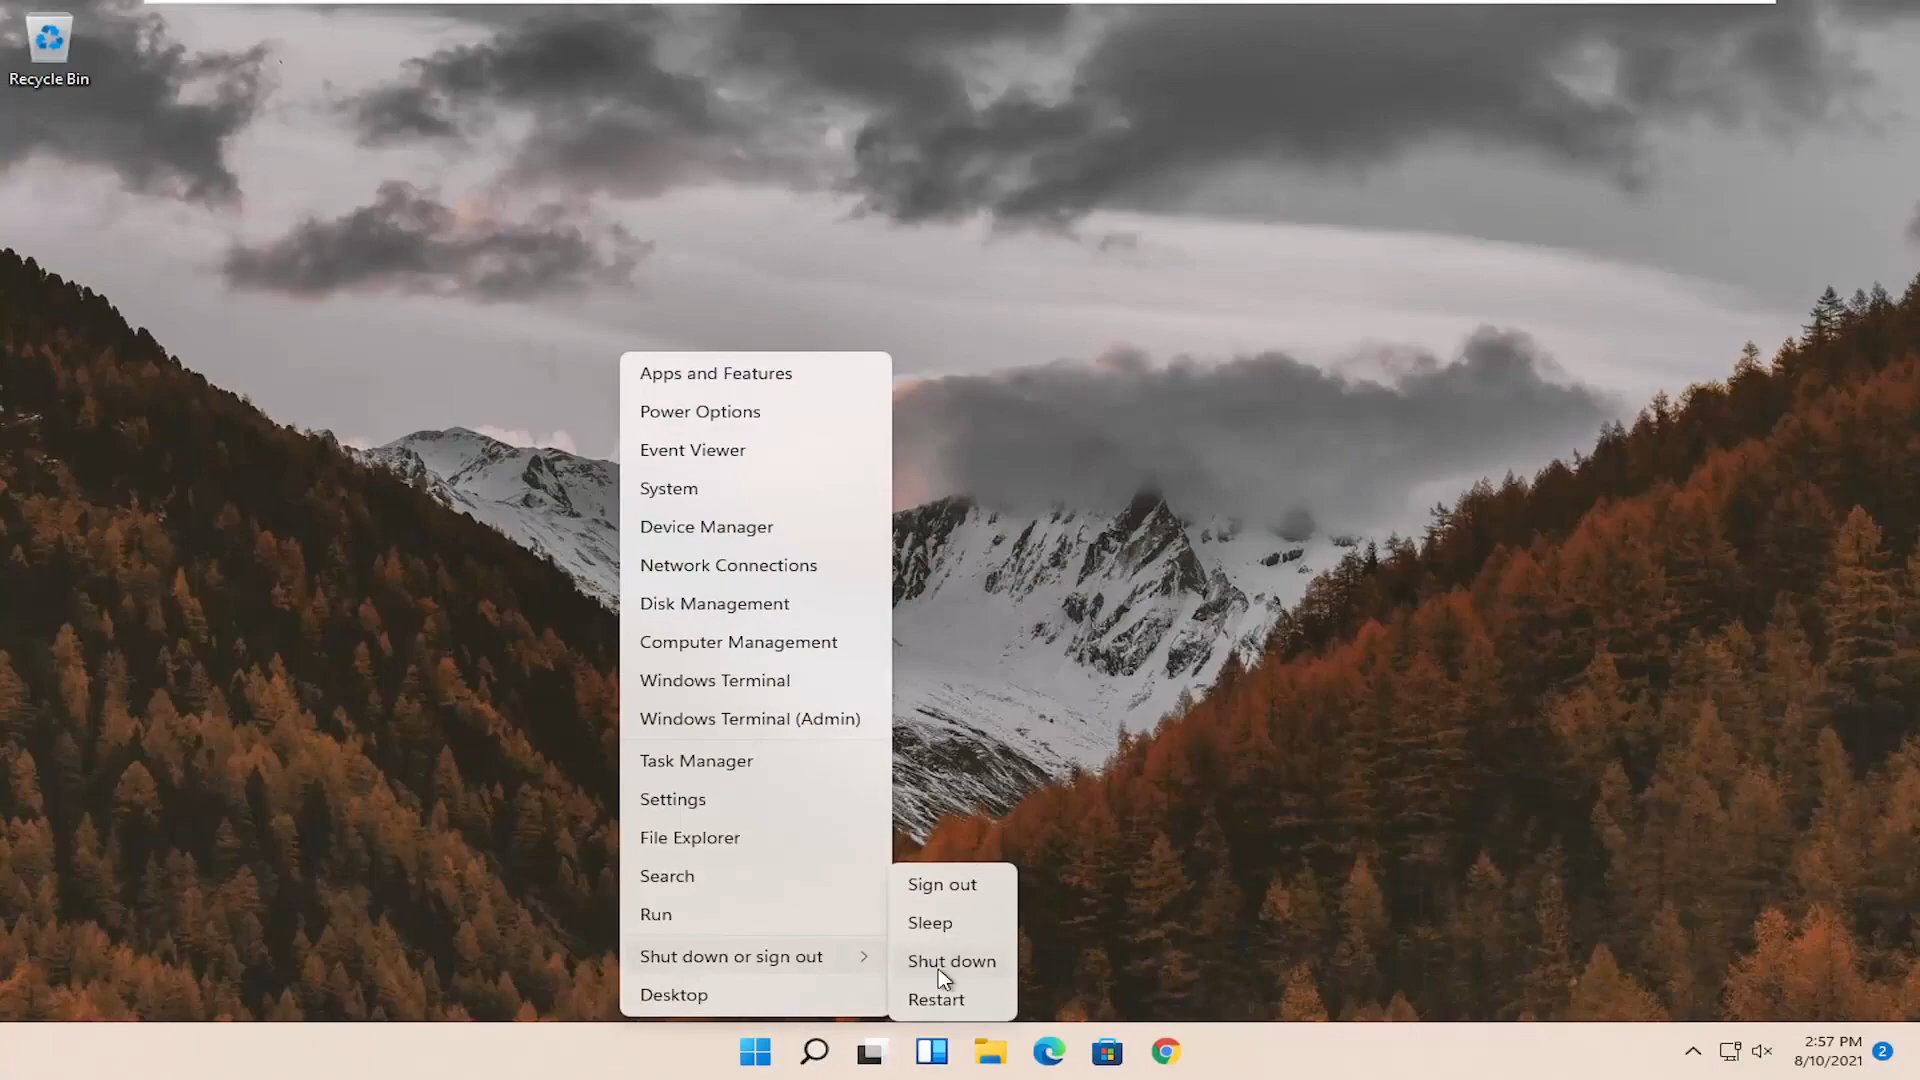 Recycle Bin
Apps and Features
Power Options
Event Viewer
System
Device Manager
Network Connections
Disk Management
Computer Management
Windows Terminal
Windows Terminal (Admin)
Task Manager
Settings
File Explorer
Search
Run
Shut down or sign out
Desktop
Sign out
Sleep
Shut down
Restart
2:57 PM
8/10/2021
2